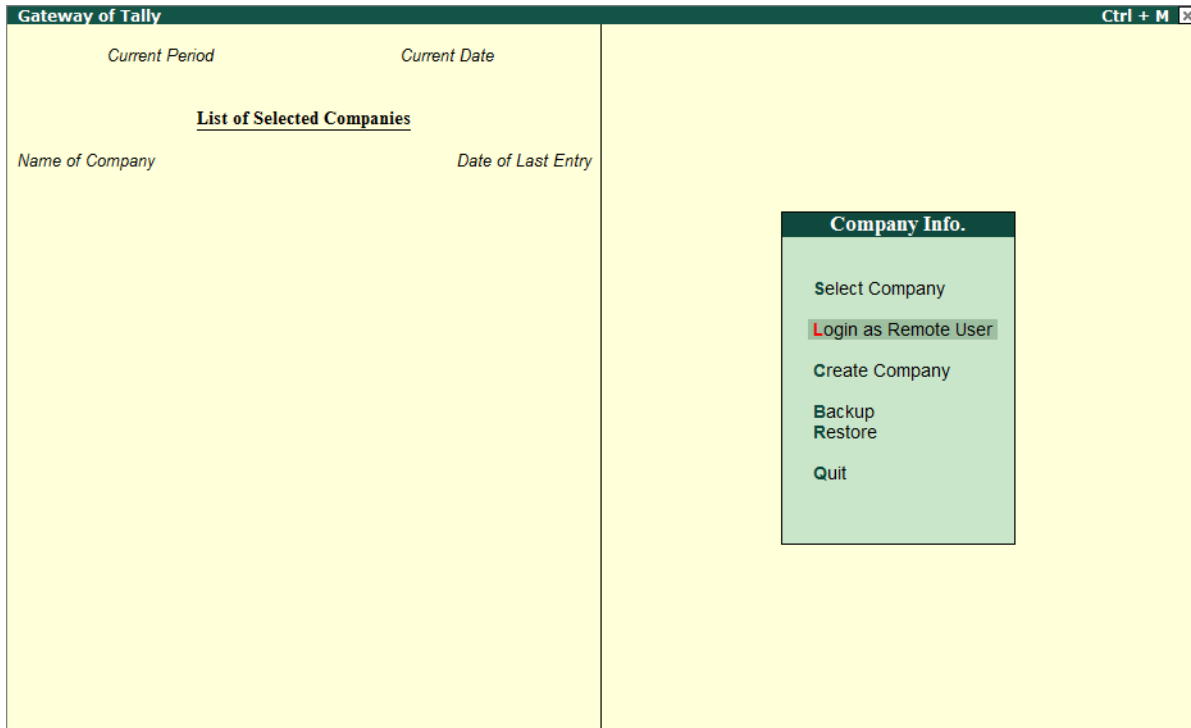 Gateway of Tally Ctrl + M
Current Period Current Date
List of Selected Companies
Name of Company Date of Last Entry
Company Info.
Select Company
Login as Remote User
Create Company
Backup
Restore
Quit